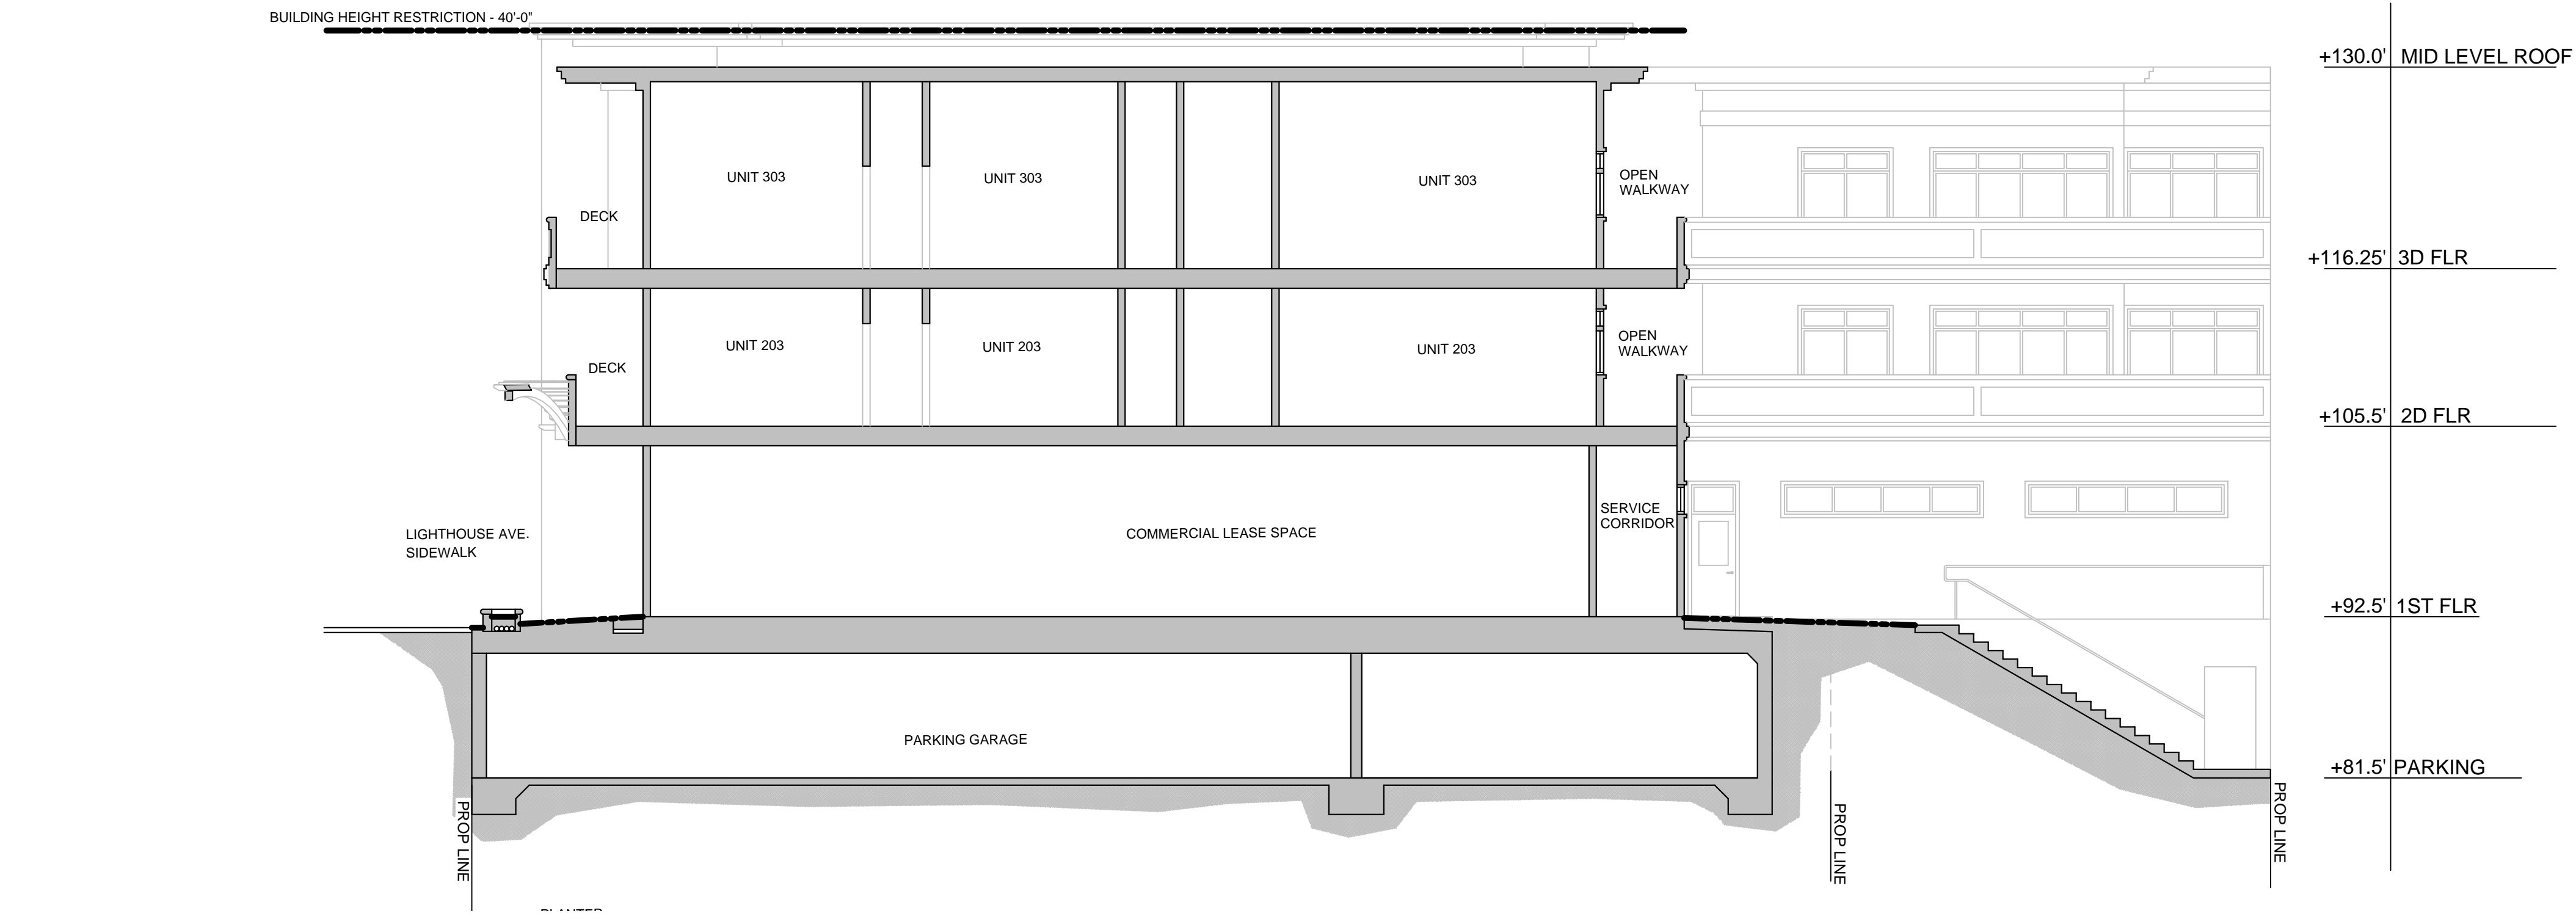 BUILDING HEIGHT RESTRICTION - 40'-0"
+130.0' MID LEVEL ROOF
UNIT 303
UNIT 303
UNIT 303
OPEN
WALKWAY
DECK
+116.25' 3D FLR
UNIT 203
UNIT 203
UNIT 203
OPEN
WALKWAY
DECK
+105.5' 2D FLR
LIGHTHOUSE AVE.
SIDEWALK
COMMERCIAL LEASE SPACE
SERVICE
CORRIDOR
+92.5' 1ST FLR
PARKING GARAGE
+81.5' PARKING
PROP LINE
PROP LINE
PROP LINE